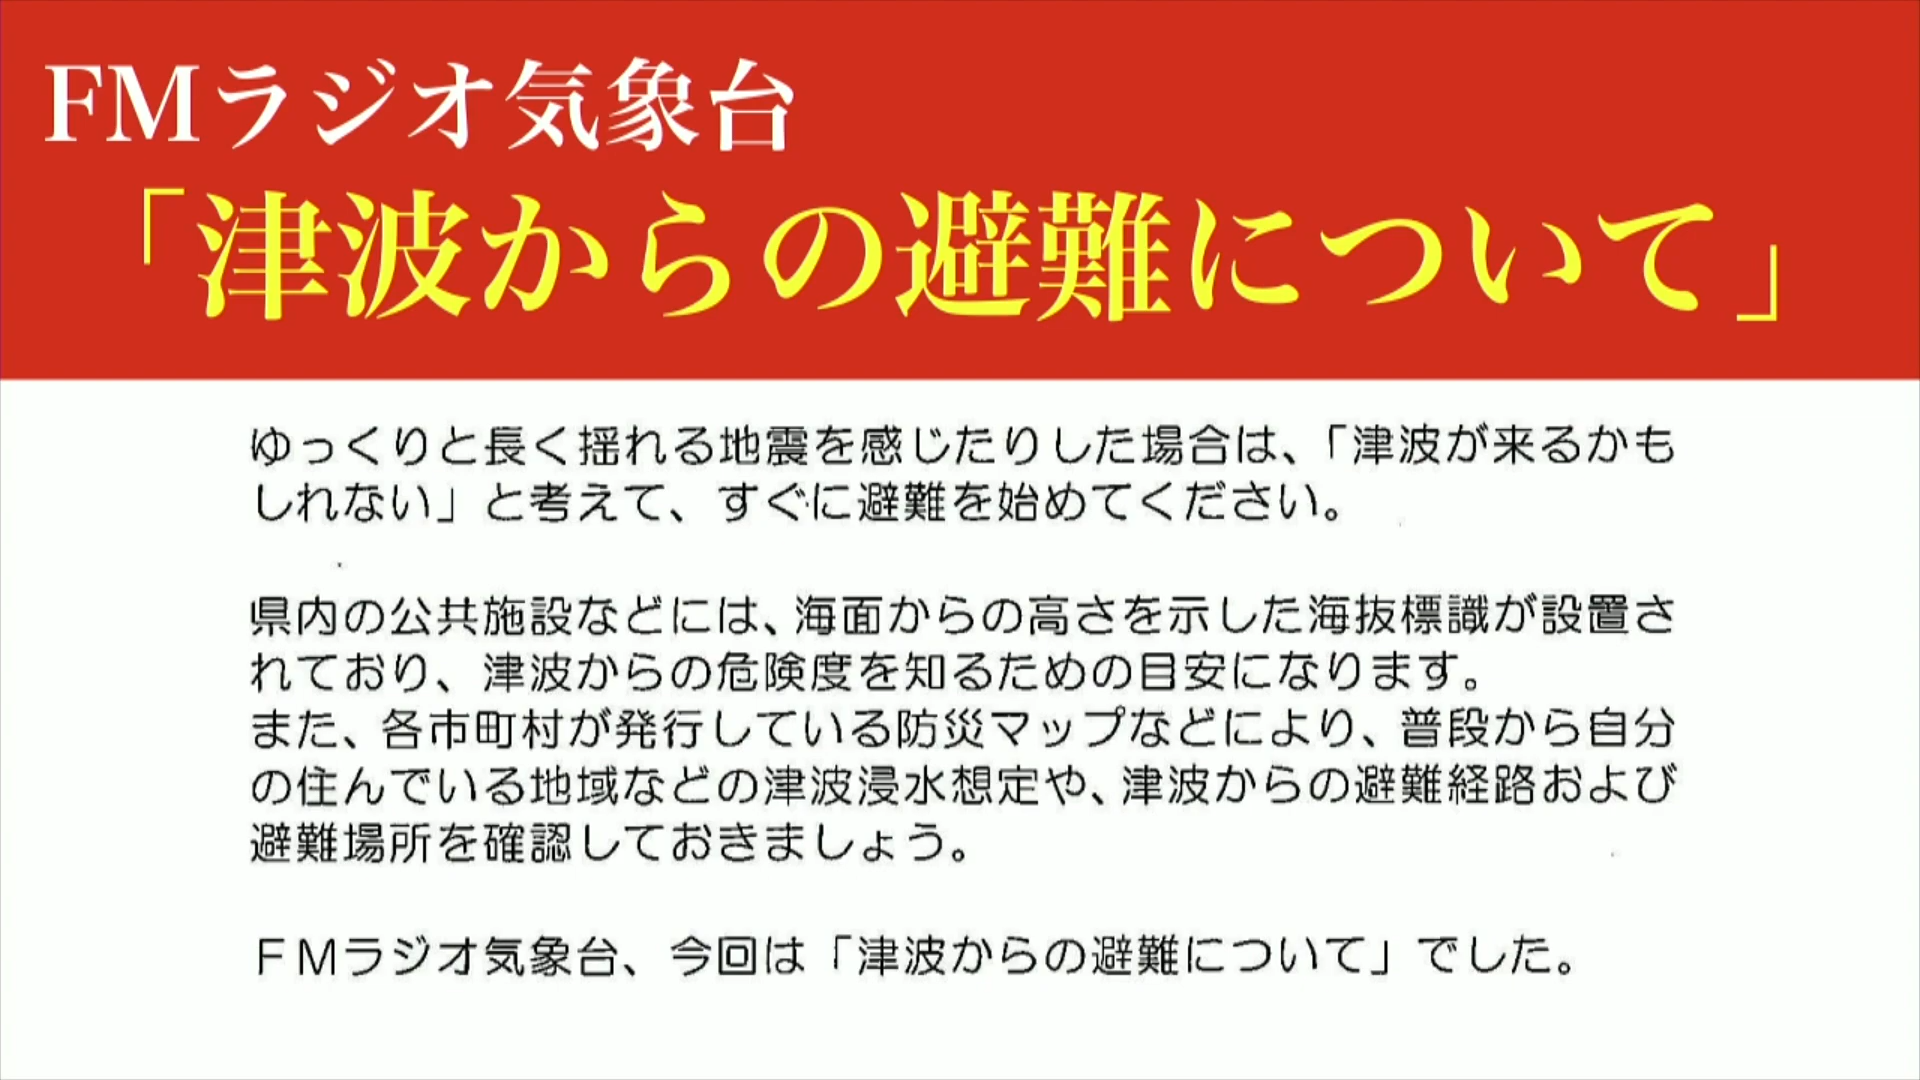 FMラジオ気象台
「津波からの避難について」
ゆっくりと長く揺れる地震を感じたりした場合は、「津波が来るかも
しれない」と考えて、すぐに避難を始めてください。
県内の公共施設などには、海面からの高さを示した海抜標識が設置さ
れており、津波からの危険度を知るための目安になります。
また、各市町村が発行している防災マップなどにより、普段から自分
の住んでいる地域などの津波浸水想定や、津波からの避難経路および
避難場所を確認しておきましょう。
ＦＭラジオ気象台、今回は「津波からの避難について」でした。